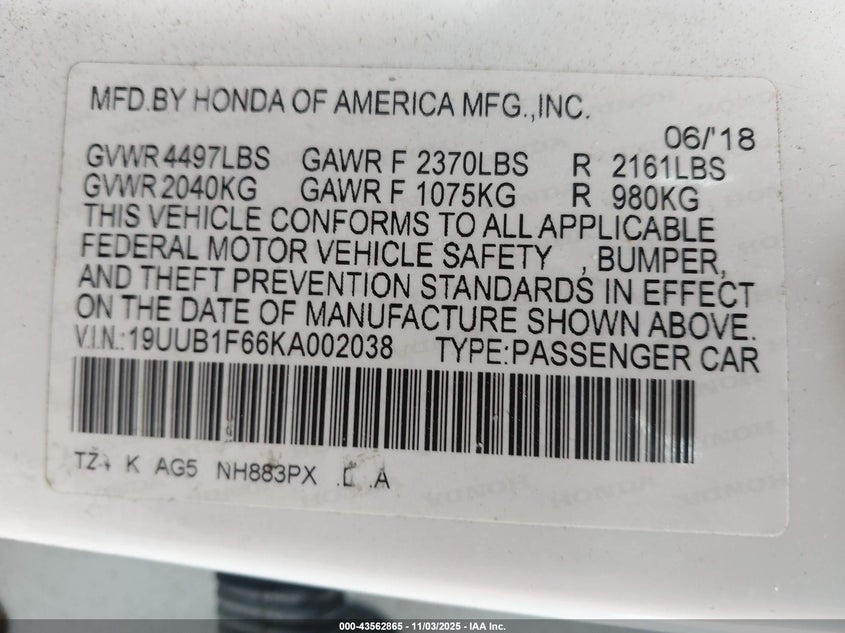 MFD.BY HONDA OF AMERICA MFG.,INC.
06/'18
GVWR 4497LBS GAWR F 2370LBS R 2161LBS
GVWR 2040KG GAWR F 1075KG R 980KG
THIS VEHICLE CONFORMS TO ALL APPLICABLE
FEDERAL MOTOR VEHICLE SAFETY , BUMPER,
AND THEFT PREVENTION STANDARDS IN EFFECT
ON THE DATE OF MANUFACTURE SHOWN ABOVE.
V.I.N.:19UUB1F66KA002038 TYPE:PASSENGER CAR
K AG5 NH883PX .A
000-43562865 - 11/03/2025 - IAA Inc.